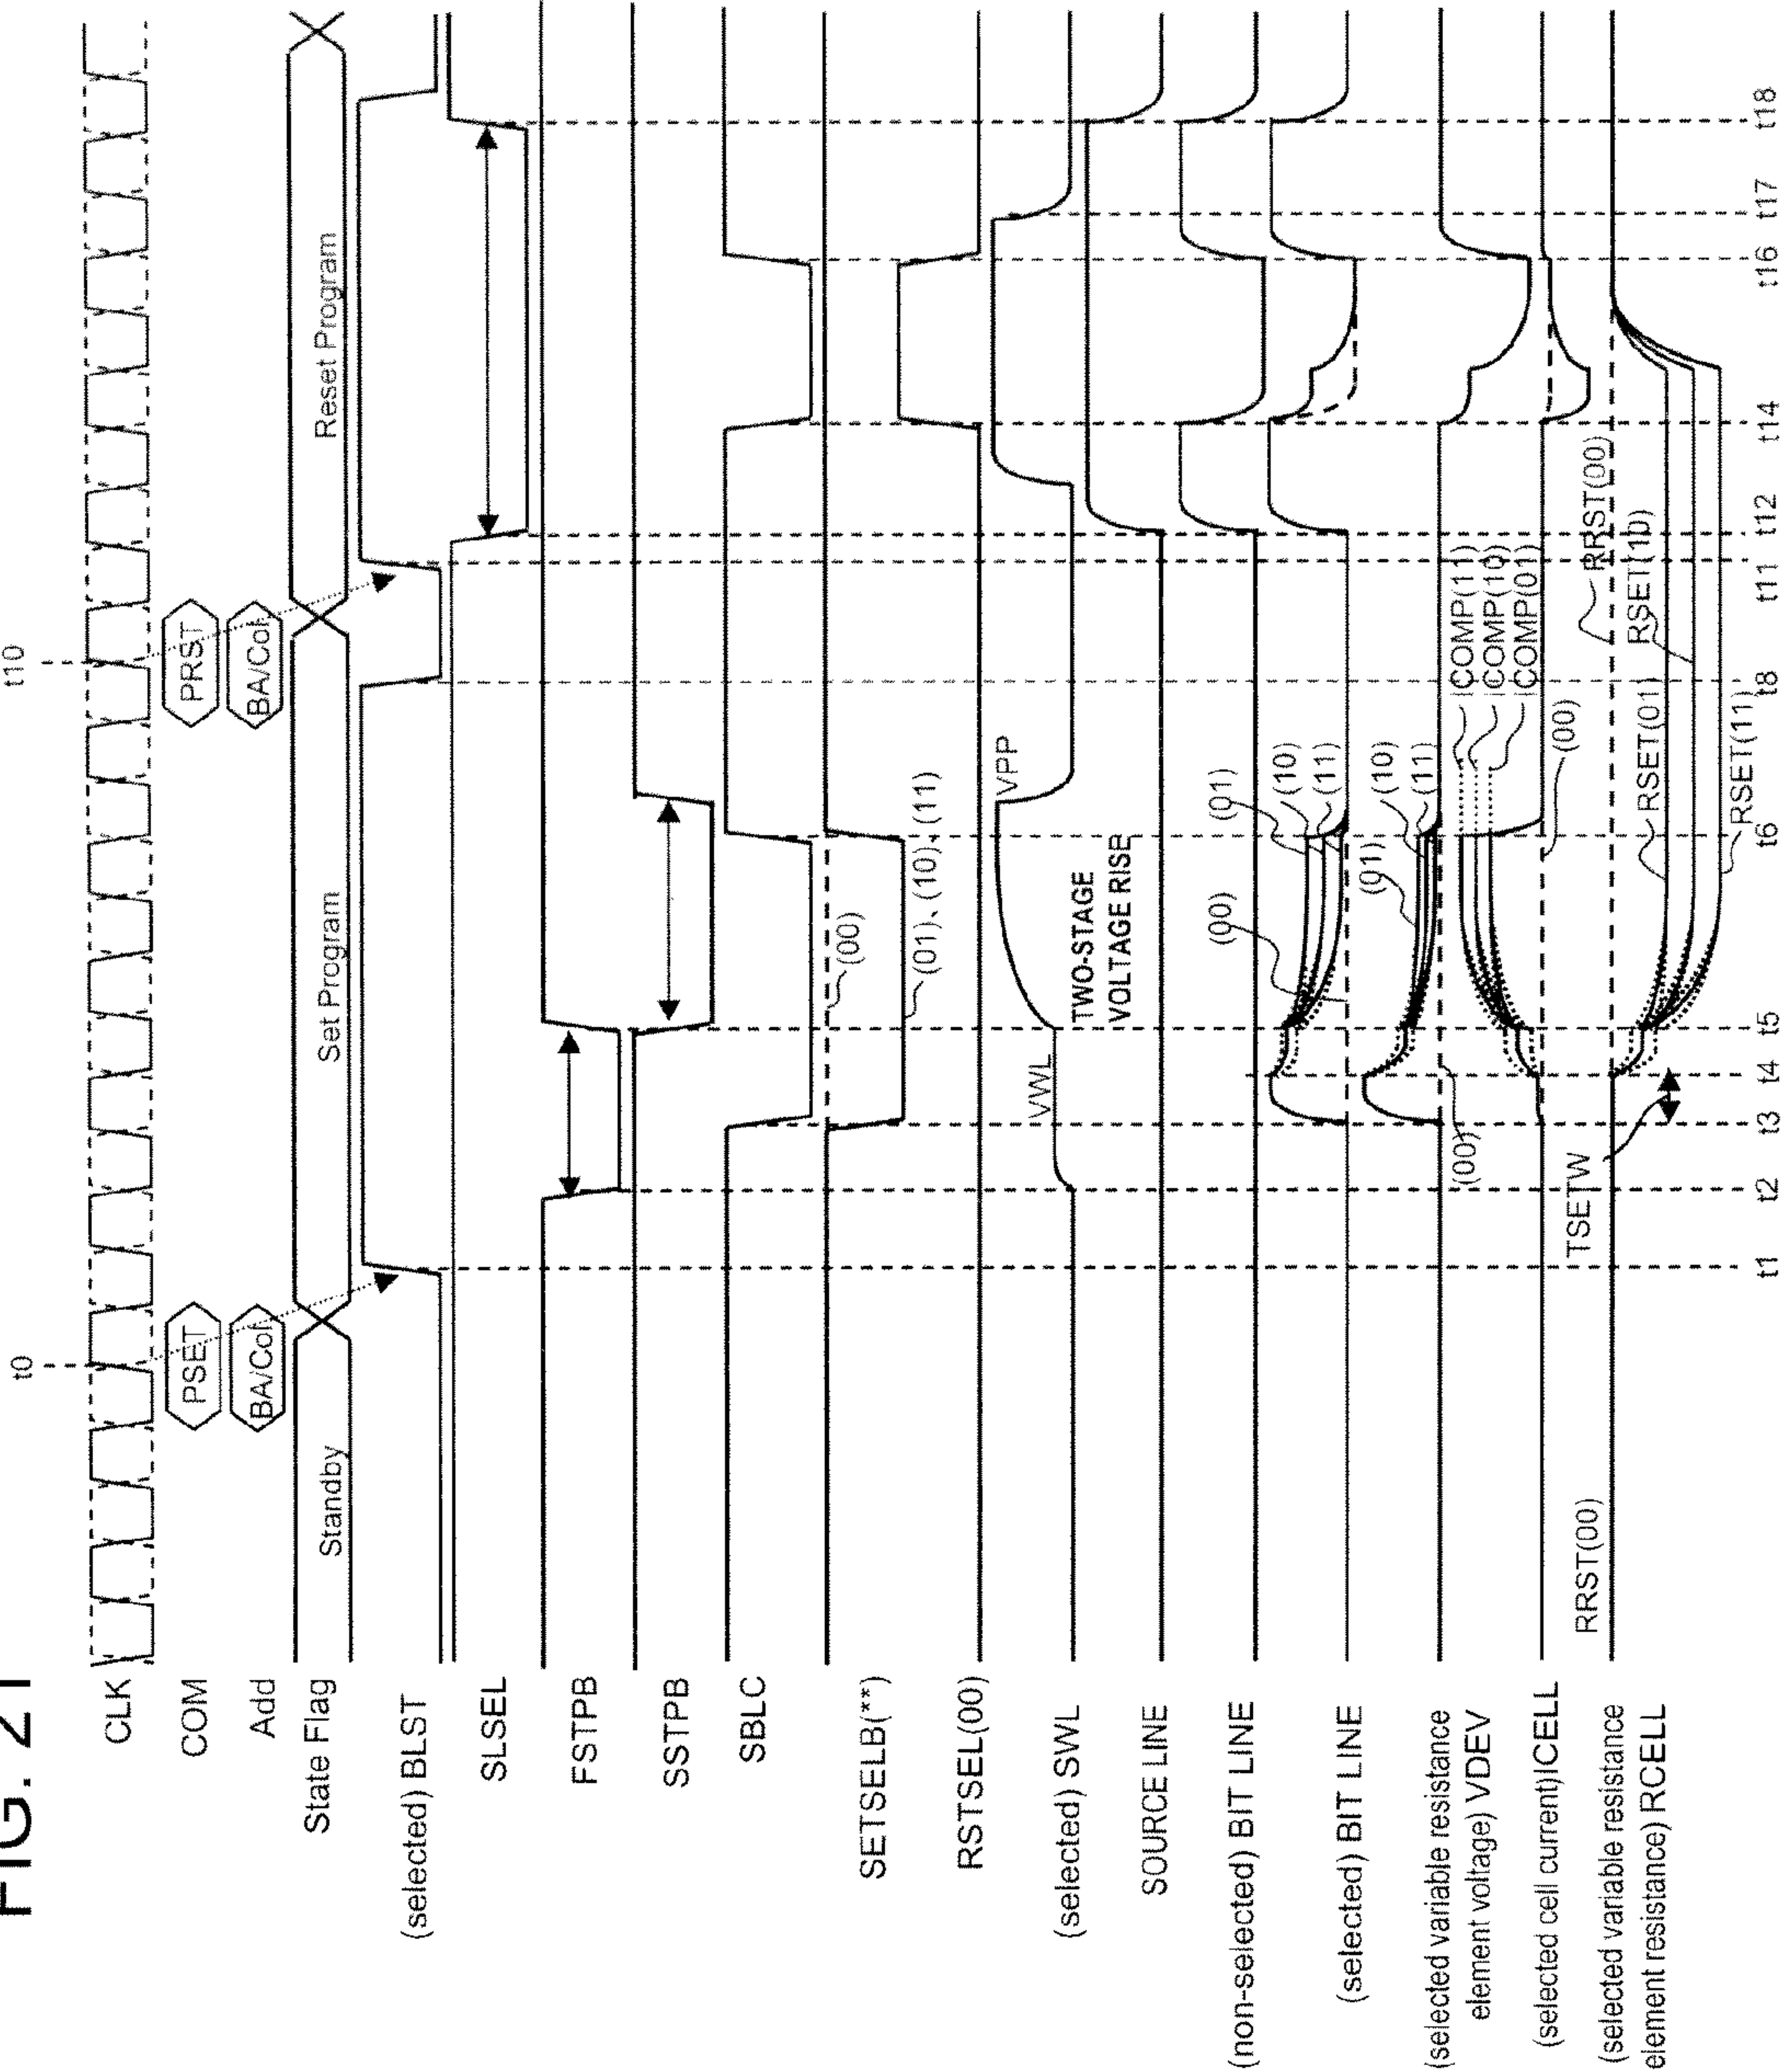 FIG. 21
t0
t10
CLK
COM
PSET
PRST
Add
BA/Col
BA/Col
State Flag
Standby
Set Program
Reset Program
(selected) BLST
SLSEL
FSTPB
SSTPB
SBLC
SETSELB(**)
(00)
(01)、(10)、(11)
RSTSEL(00)
(selected) SWL
VWL
VPP
TWO-STAGE
VOLTAGE RISE
SOURCE LINE
(non-selected) BIT LINE
(selected) BIT LINE
(00)
(01)
(10)
(11)
(selected variable resistance
element voltage) VDEV
(00)
(01)
(10)
(11)
(selected cell current)ICELL
ICOMP(11)
ICOMP(10)
ICOMP(01)
(00)
(selected variable resistance
element resistance) RCELL
RRST(00)
TSETW
RSET(01)
RSET(11)
RSET(10)
RRST(00)
t1
t2
t3
t4
t5
t6
t8
t11
t12
t14
t16
t17
t18